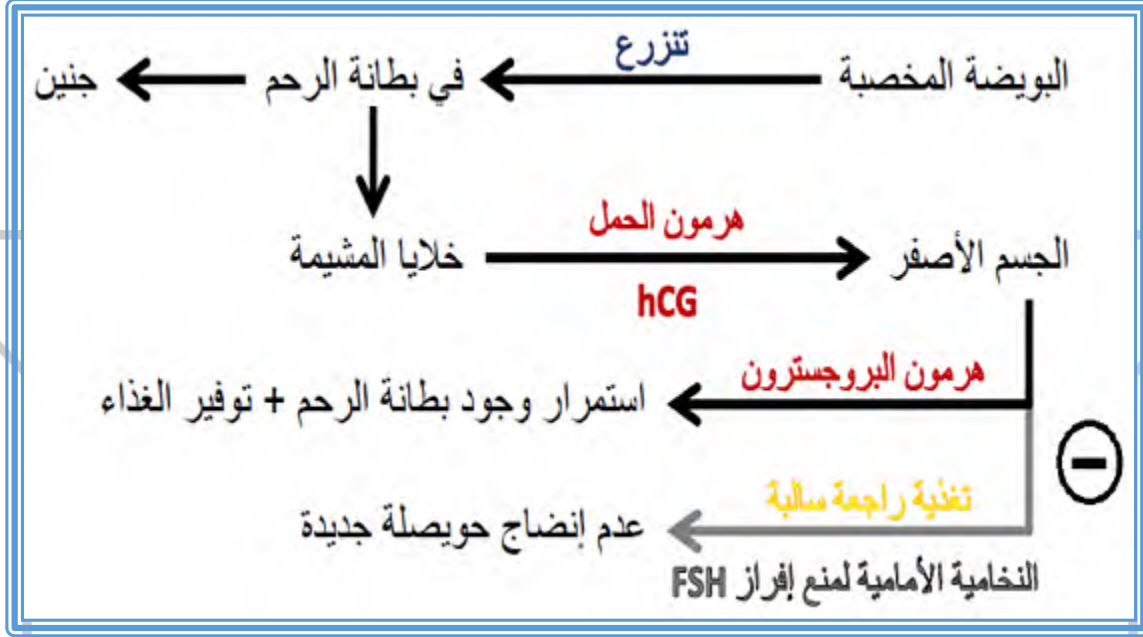 البويضة المخصبة تنزرع في بطانة الرحم جنين
هرمون الحمل
الجسم الأصفر خلايا المشيمة
hCG
هرمون البروجسترون
استمرار وجود بطانة الرحم + توفير الغذاء
تغذية راجعة سالبة
عدم إنضاج حويصلة جديدة
النخامية الأمامية لمنع إفراز FSH